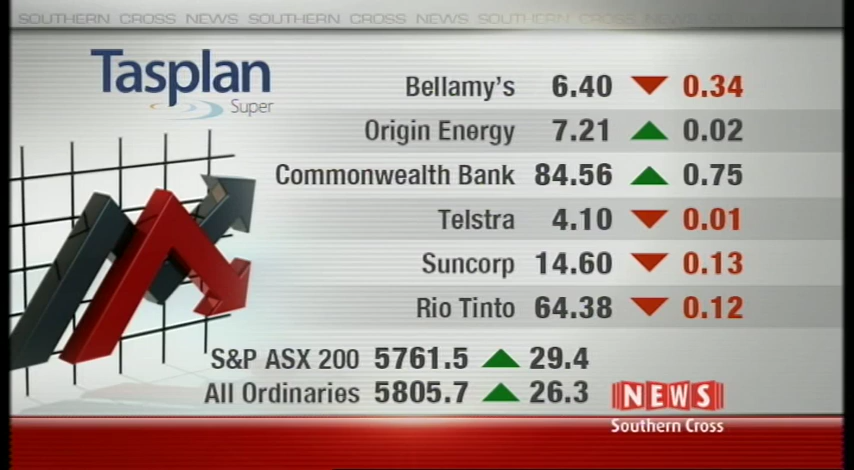 SOUTHERN CROSS NEWS SOUTHERN CROSS NEWS SOUTHERN CROSS NEWS SOUTHERN CROSS NEWS
Tasplan
Super
Bellamy's 6.40 ▼ 0.34
Origin Energy 7.21 ▲ 0.02
Commonwealth Bank 84.56 ▲ 0.75
Telstra 4.10 ▼ 0.01
Suncorp 14.60 ▼ 0.13
Rio Tinto 64.38 ▼ 0.12
S&P ASX 200 5761.5 ▲ 29.4
All Ordinaries 5805.7 ▲ 26.3
NEWS
Southern Cross